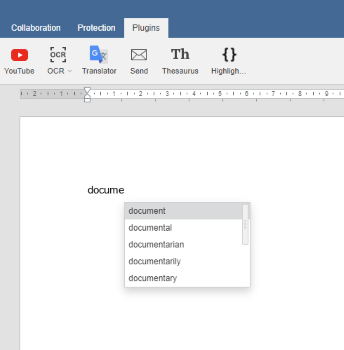 Collaboration Protection Plugins
OCR
YouTube OCR Translator Send Thesaurus Highligh...
Th
{}
2 1 1 2 3 4 5 6 7 8 9
docume
document
documental
documentarian
documentarily
documentary